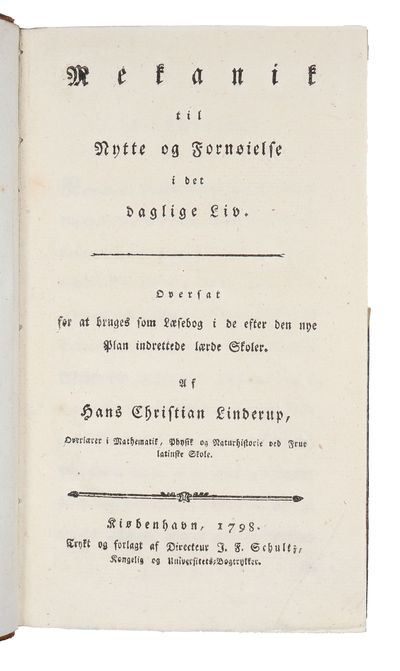 Mekanik
til
Nytte og Fornøielse
i det
daglige Liv.
Oversat
før at bruges som Læsebog i de efter den nye
Plan indrettede lærde Skoler.
Af
Hans Christian Linderup,
Overlærer i Mathematik, Physik og Naturhistorie ved Frue
latinske Skole.
Kiøbenhavn, 1798.
Trykt og forlagt af Directeur J. F. Schultz,
Kongelig og Universitets-Bogtrykker.